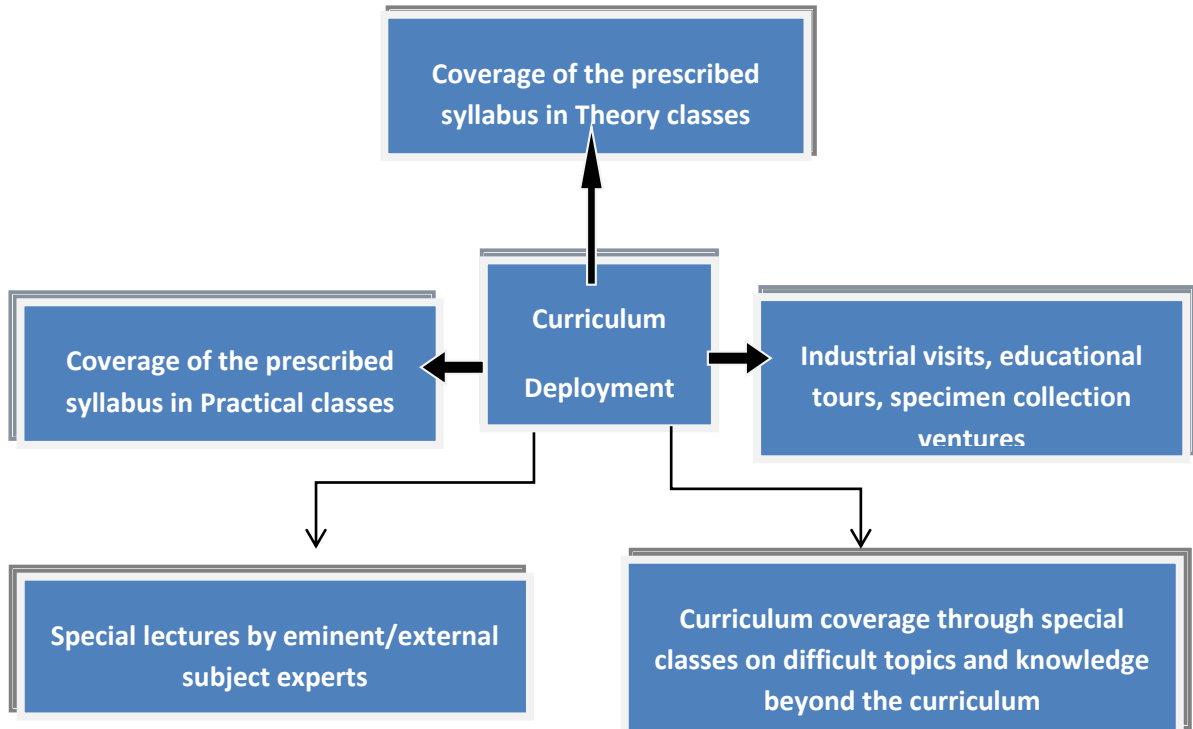 Coverage of the prescribed
syllabus in Theory classes
Curriculum
Deployment
Coverage of the prescribed
syllabus in Practical classes
Industrial visits, educational
tours, specimen collection
ventures
Special lectures by eminent/external
subject experts
Curriculum coverage through special
classes on difficult topics and knowledge
beyond the curriculum